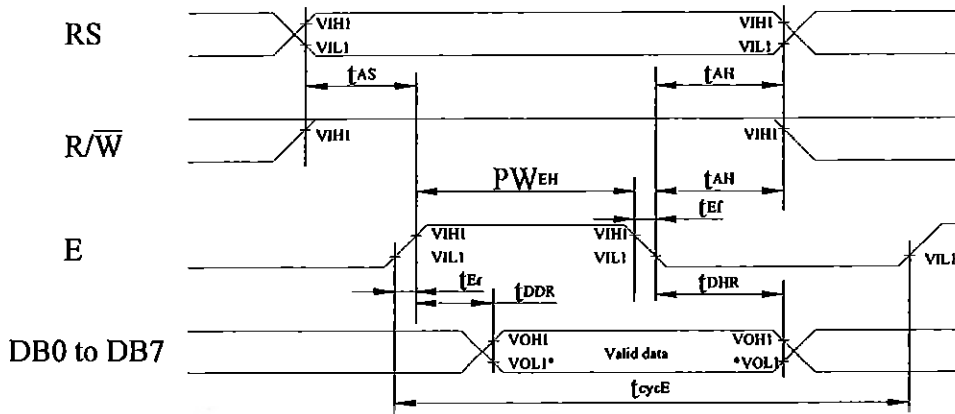 RS
VIH1
VIL1
VIH1
VIL1
tAS
tAH
R/W̅
VIH1
VIH1
PWEH
tAH
tEf
E
VIH1
VIL1
VIH1
VIL1
VIL1
tEr
tDDR
tDHR
DB0 to DB7
VOH1
VOL1*
Valid data
VOH1
*VOL1
tcycE